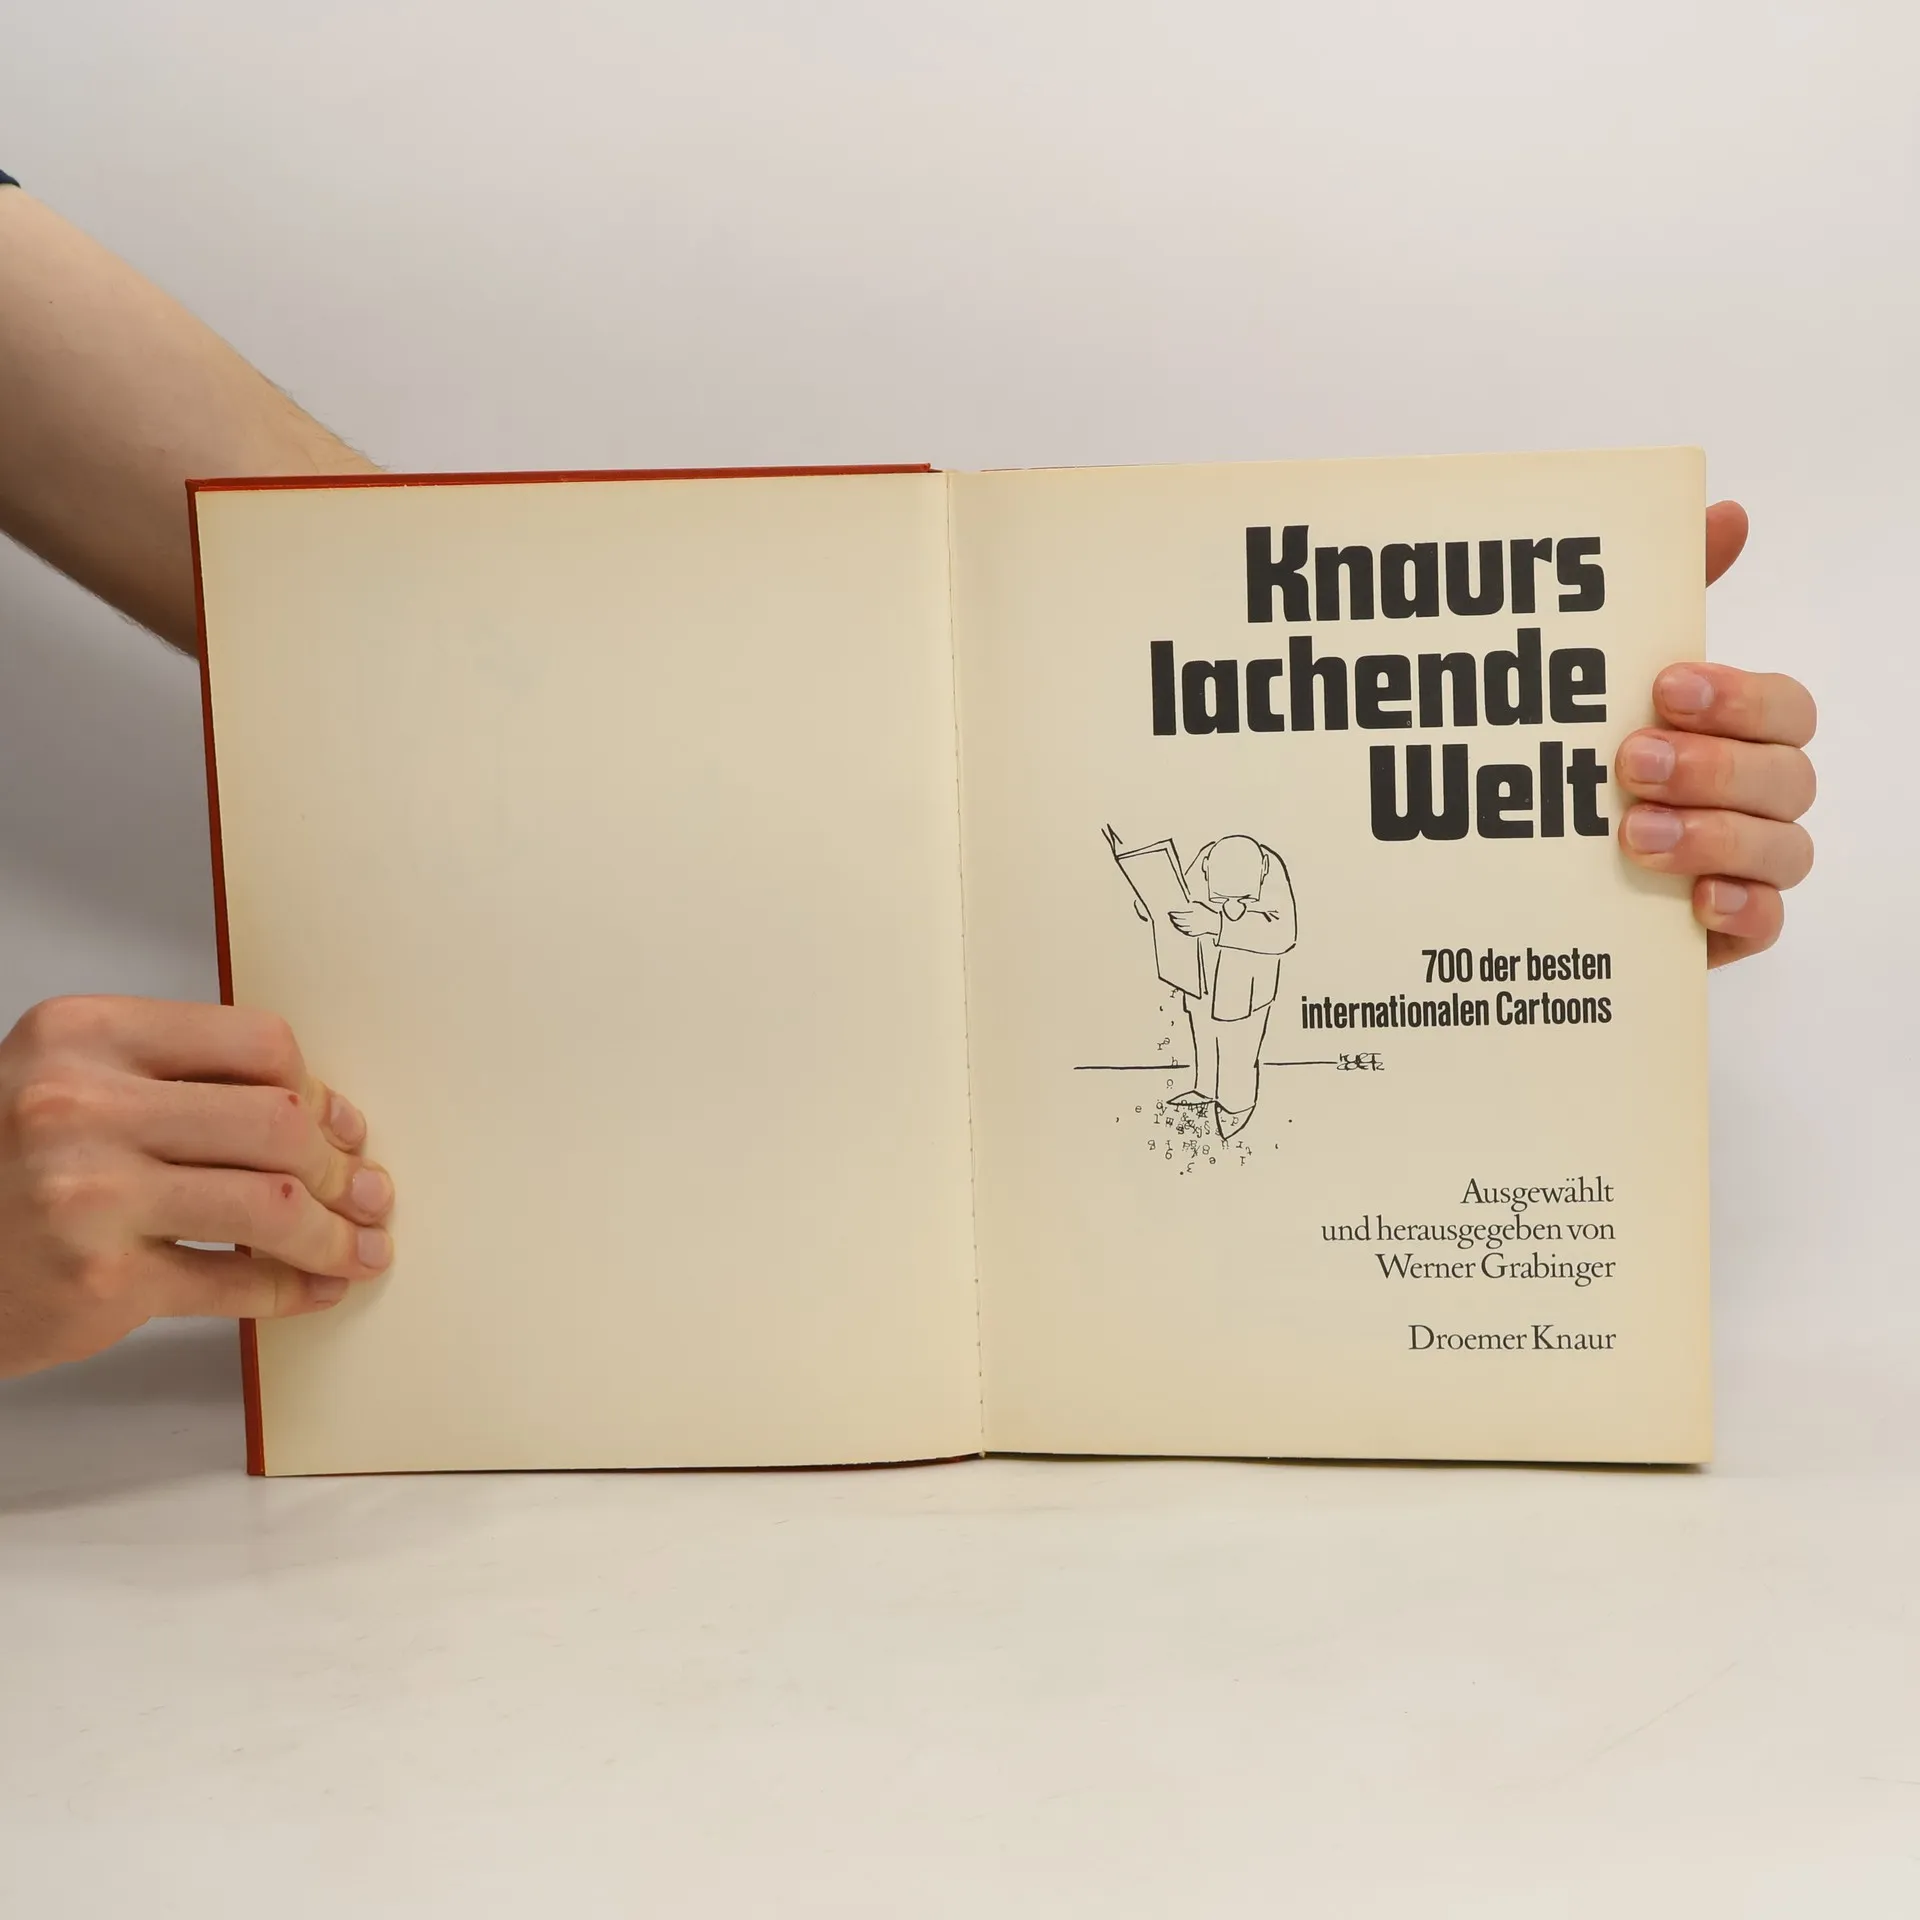 Knaurs
lachende
Welt
700 der besten
internationalen Cartoons
Ausgewählt
und herausgegeben von
Werner Grabinger
Droemer Knaur